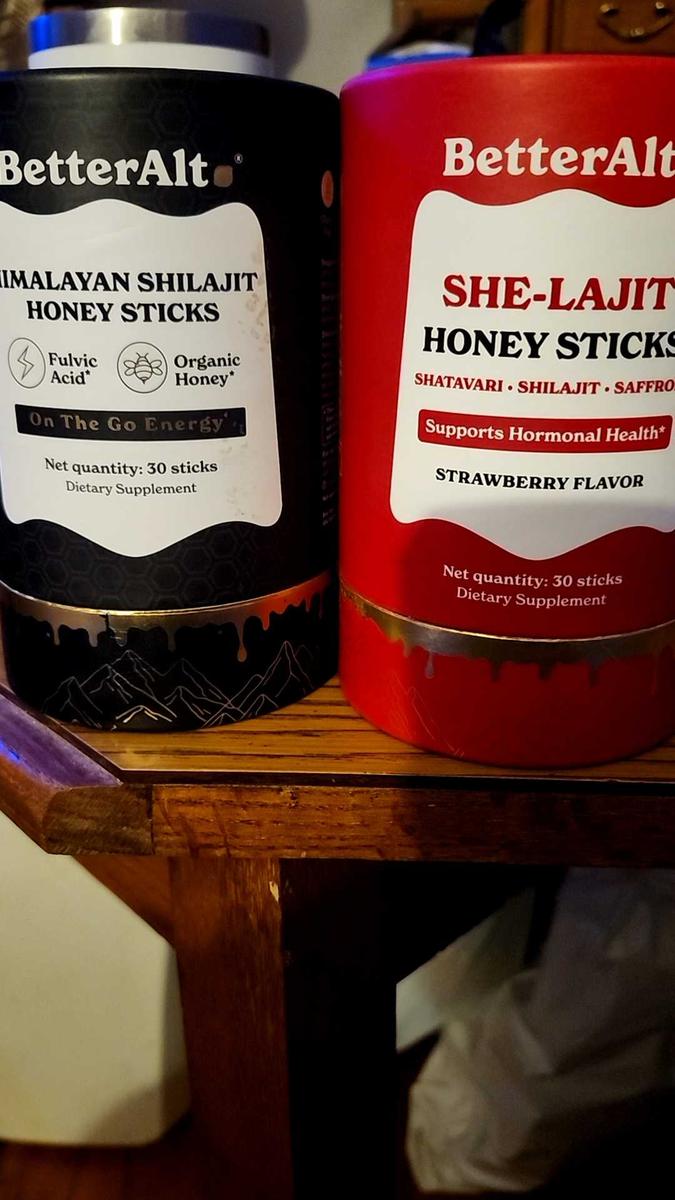 BetterAlt®
HIMALAYAN SHILAJIT
HONEY STICKS
Fulvic
Acid*
Organic
Honey*
On The Go Energy*
Net quantity: 30 sticks
Dietary Supplement
BetterAlt
SHE-LAJIT
HONEY STICKS
SHATAVARI • SHILAJIT • SAFFRO
Supports Hormonal Health*
STRAWBERRY FLAVOR
Net quantity: 30 sticks
Dietary Supplement